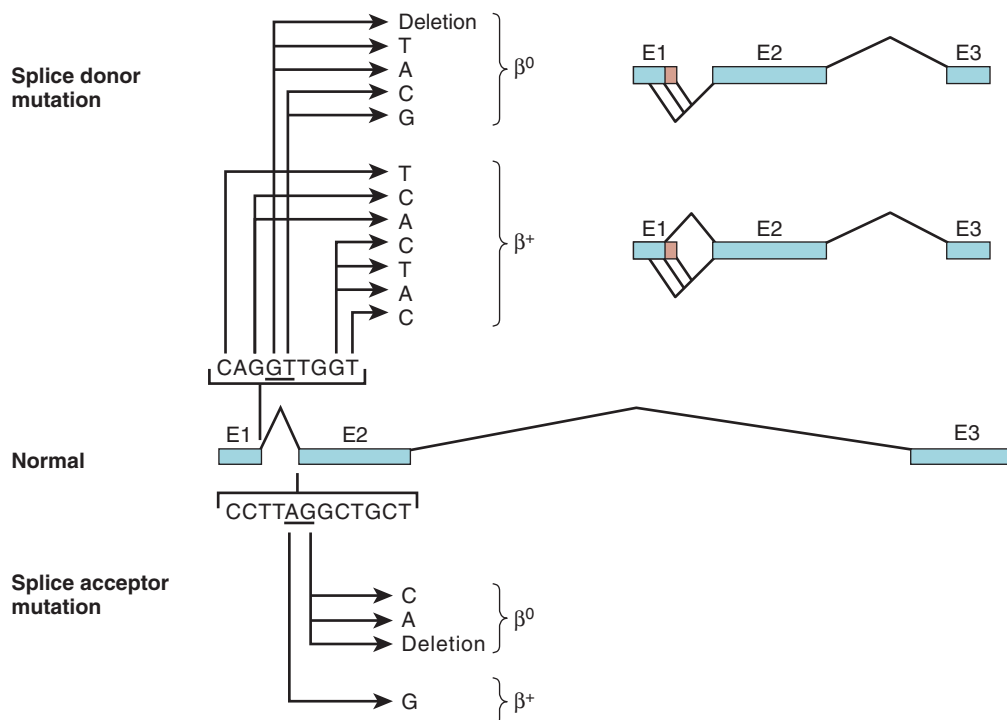 Deletion
T
A
C
G
β⁰
Splice donor
mutation
E1 E2 E3
T
C
A
C
T
A
C
β⁺
E1 E2 E3
CAGGTTGGT
Normal
E1 E2 E3
CCTTAGGCTGCT
Splice acceptor
mutation
C
A
Deletion
β⁰
G
β⁺